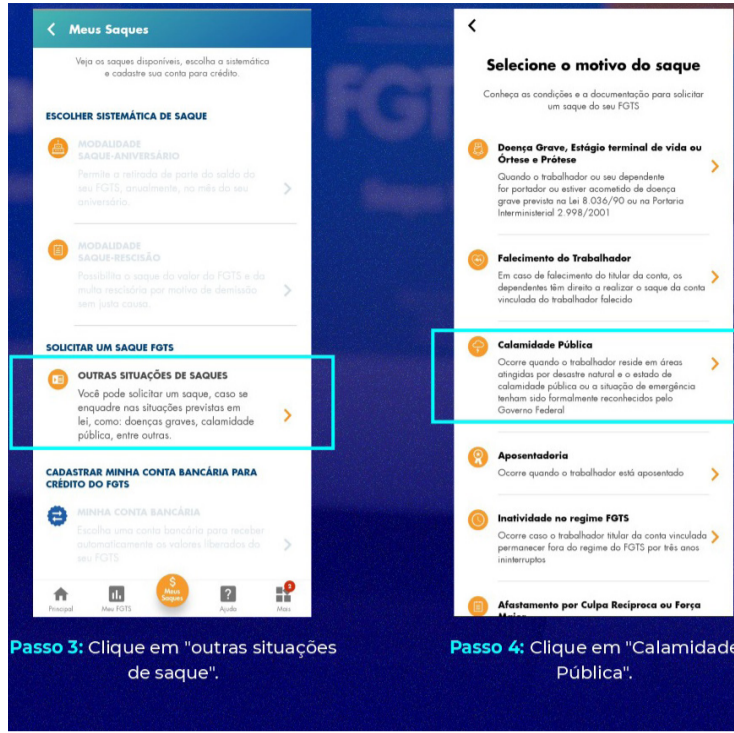 Meus Saques
Veja os saques disponíveis, escolha a sistemática
e cadastre sua conta para crédito.
ESCOLHER SISTEMÁTICA DE SAQUE
MODALIDADE
SAQUE-ANIVERSÁRIO
Permite a retirada de parte do saldo do
seu FGTS, anualmente, no mês do seu
aniversário.
MODALIDADE
SAQUE-RESCISÃO
Possibilita o saque do valor do FGTS e da
multa rescisória por motivo de demissão
sem justa causa.
SOLICITAR UM SAQUE FGTS
OUTRAS SITUAÇÕES DE SAQUES
Você pode solicitar um saque, caso se
enquadre nas situações previstas em
lei, como: doenças graves, calamidade
pública, entre outras.
CADASTRAR MINHA CONTA BANCÁRIA PARA
CRÉDITO DO FGTS
MINHA CONTA BANCÁRIA
Escolha uma conta bancária para receber
automaticamente os valores liberados do
seu FGTS
Principal
Meu FGTS
$
Meus
Saques
?
Ajuda
Mais
Passo 3: Clique em "outras situações
de saque".
FGT
Selecione o motivo do saque
Conheça as condições e a documentação para solicitar
um saque do seu FGTS
Doença Grave, Estágio terminal de vida ou
Órtese e Prótese
Quando o trabalhador ou seu dependente
for portador ou estiver acometido de doença
grave prevista na Lei 8.036/90 ou na Portaria
Interministerial 2.998/2001
Falecimento do Trabalhador
Em caso de falecimento do titular da conta, os
dependentes têm direito a realizar o saque da conta
vinculada do trabalhador falecido
Calamidade Pública
Ocorre quando o trabalhador reside em áreas
atingidas por desastre natural e o estado de
calamidade pública ou a situação de emergência
tenham sido formalmente reconhecidos pelo
Governo Federal
Aposentadoria
Ocorre quando o trabalhador está aposentado
Inatividade no regime FGTS
Ocorre caso o trabalhador titular da conta vinculada
permanecer fora do regime do FGTS por três anos
ininterruptos
Afastamento por Culpa Recíproca ou Força
Passo 4: Clique em "Calamidade
Pública".